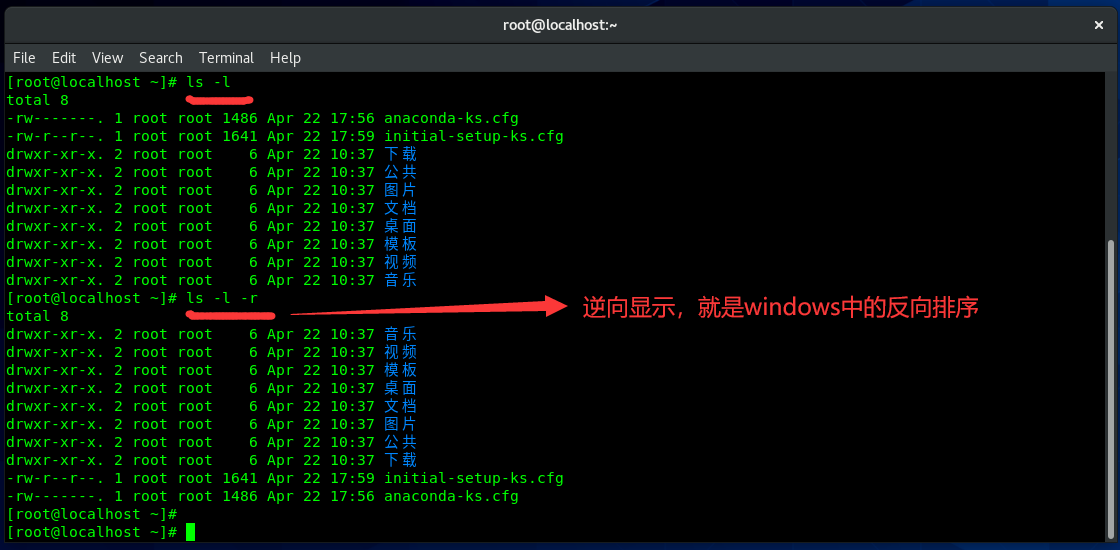 root@localhost:~
File Edit View Search Terminal Help
[root@localhost ~]# ls -l
total 8
-rw-------. 1 root root 1486 Apr 22 17:56 anaconda-ks.cfg
-rw-r--r--. 1 root root 1641 Apr 22 17:59 initial-setup-ks.cfg
drwxr-xr-x. 2 root root    6 Apr 22 10:37 下载
drwxr-xr-x. 2 root root    6 Apr 22 10:37 公共
drwxr-xr-x. 2 root root    6 Apr 22 10:37 图片
drwxr-xr-x. 2 root root    6 Apr 22 10:37 文档
drwxr-xr-x. 2 root root    6 Apr 22 10:37 桌面
drwxr-xr-x. 2 root root    6 Apr 22 10:37 模板
drwxr-xr-x. 2 root root    6 Apr 22 10:37 视频
drwxr-xr-x. 2 root root    6 Apr 22 10:37 音乐
[root@localhost ~]# ls -l -r
逆向显示，就是windows中的反向排序
total 8
drwxr-xr-x. 2 root root    6 Apr 22 10:37 音乐
drwxr-xr-x. 2 root root    6 Apr 22 10:37 视频
drwxr-xr-x. 2 root root    6 Apr 22 10:37 模板
drwxr-xr-x. 2 root root    6 Apr 22 10:37 桌面
drwxr-xr-x. 2 root root    6 Apr 22 10:37 文档
drwxr-xr-x. 2 root root    6 Apr 22 10:37 图片
drwxr-xr-x. 2 root root    6 Apr 22 10:37 公共
drwxr-xr-x. 2 root root    6 Apr 22 10:37 下载
-rw-r--r--. 1 root root 1641 Apr 22 17:59 initial-setup-ks.cfg
-rw-------. 1 root root 1486 Apr 22 17:56 anaconda-ks.cfg
[root@localhost ~]#
[root@localhost ~]#